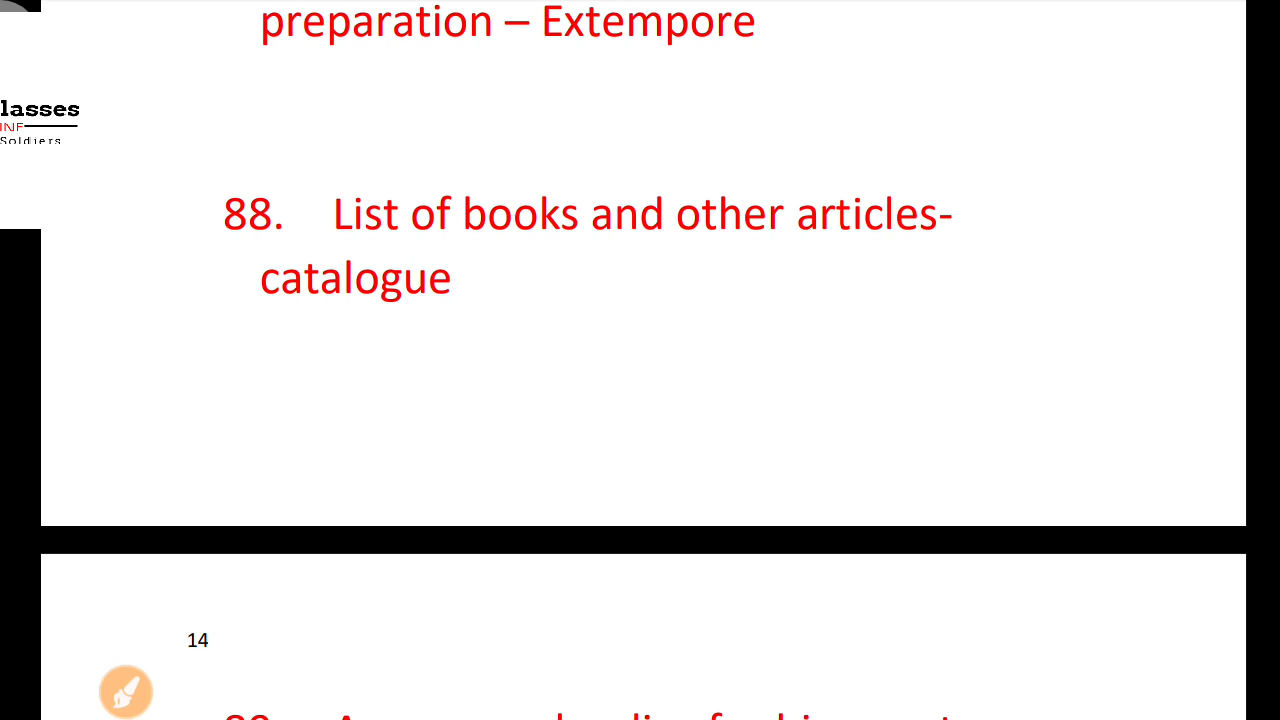 preparation – Extempore
lasses
INF
Soldiers
88. List of books and other articles-
catalogue
14